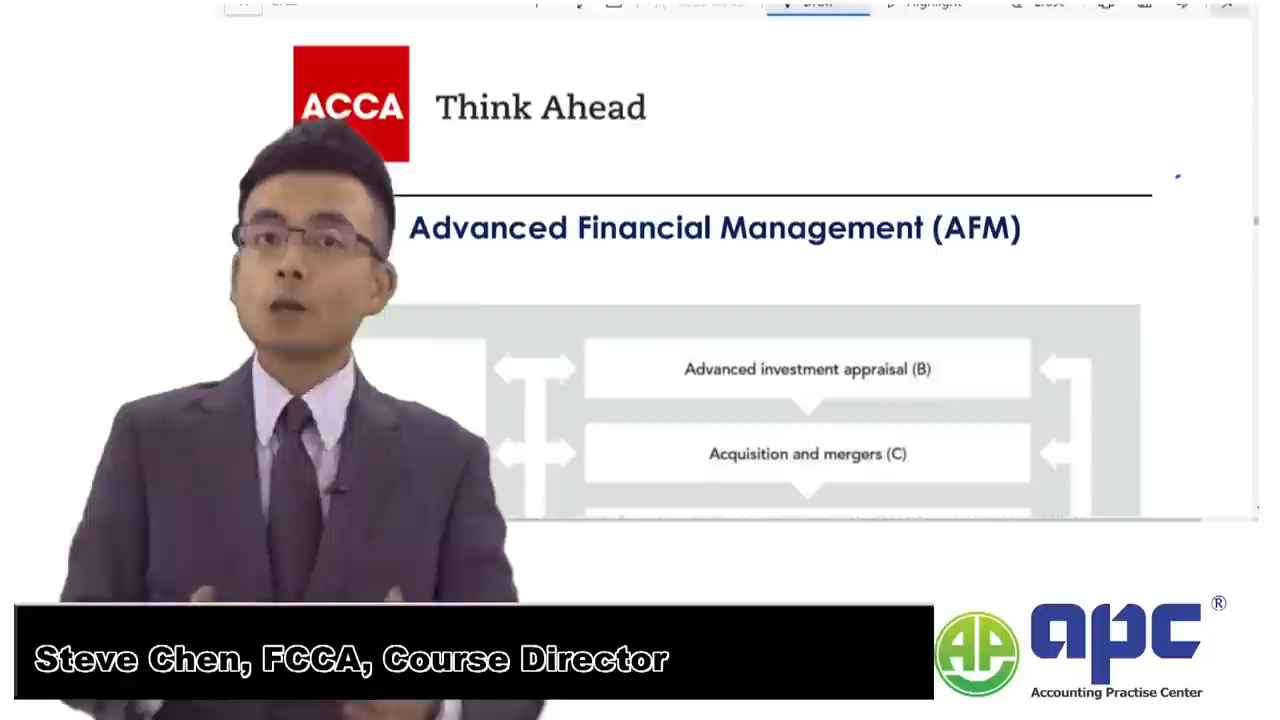 ACCA Think Ahead
Advanced Financial Management (AFM)
Advanced investment appraisal (B)
Acquisition and mergers (C)
Steve Chen, FCCA, Course Director
AP
apc®
Accounting Practise Center